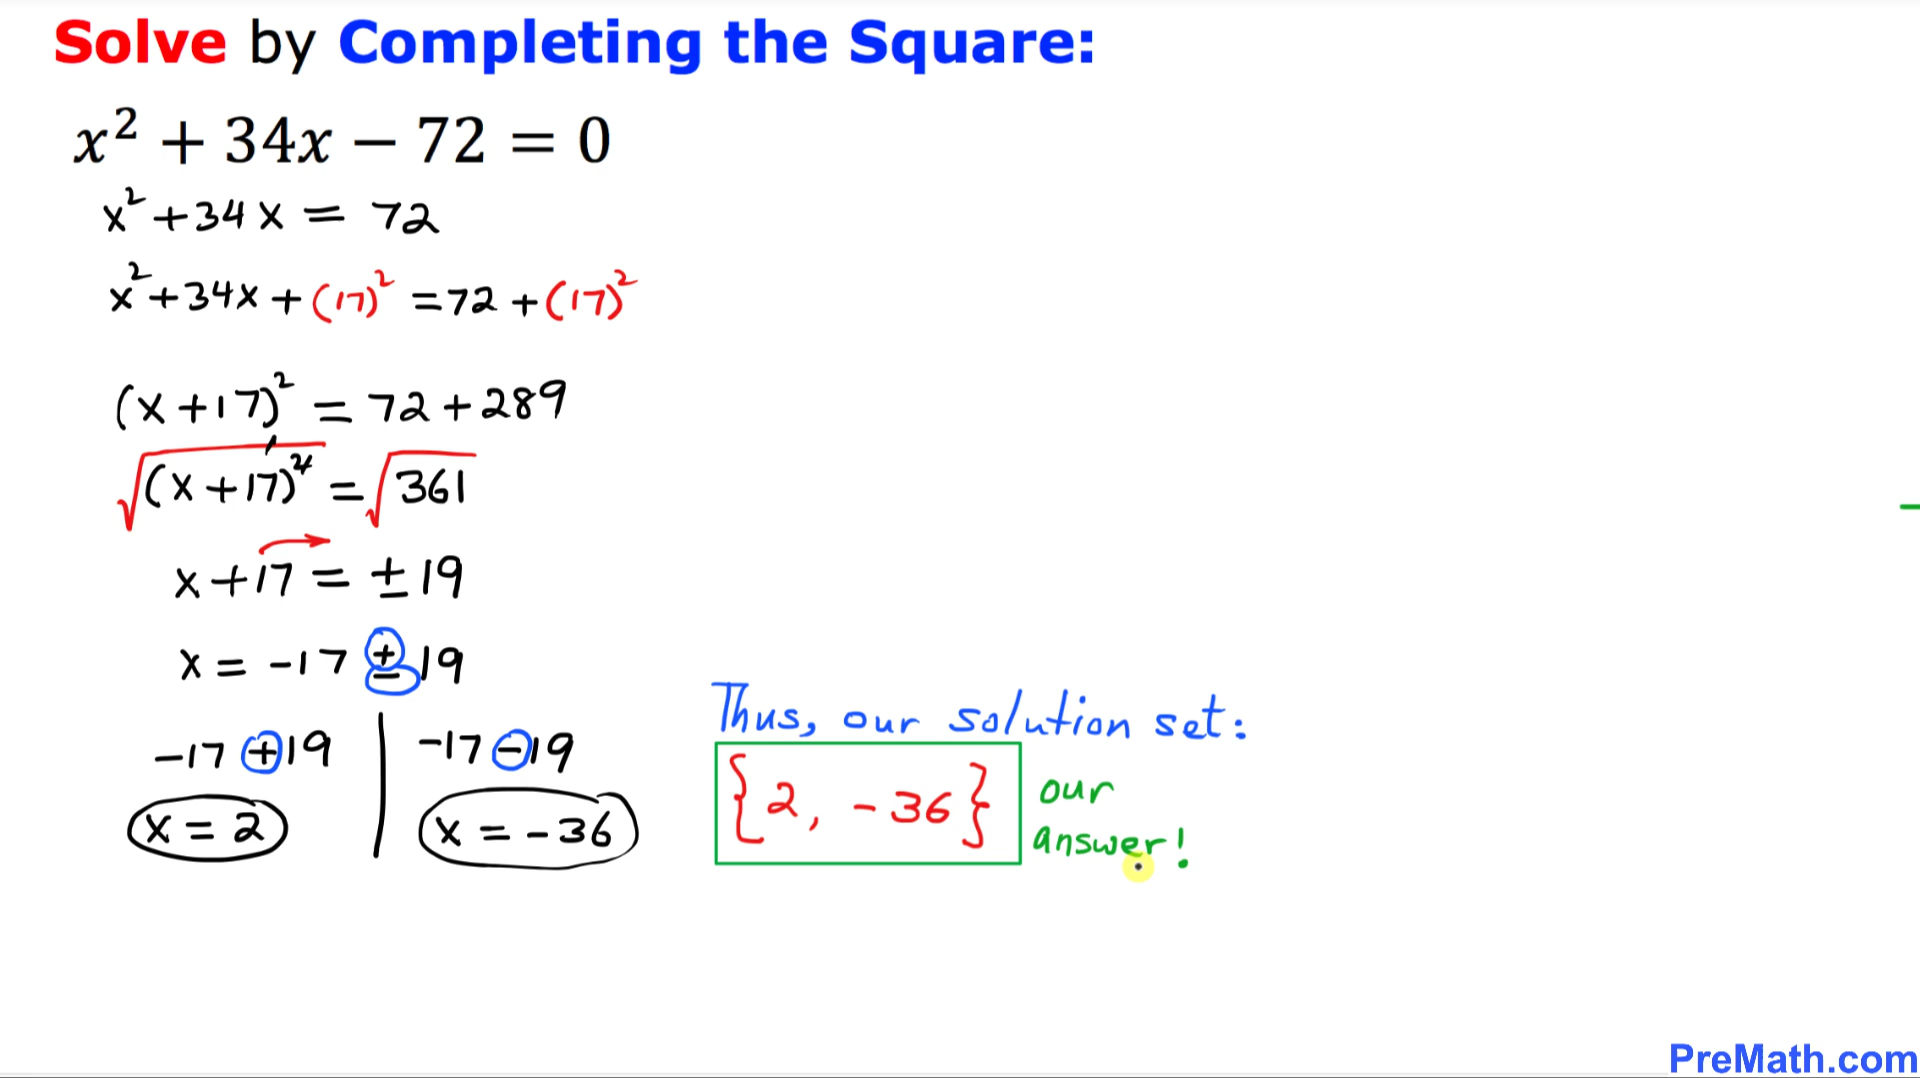 Solve by Completing the Square:
x² + 34x − 72 = 0
x² + 34x = 72
x² + 34x + (17)² = 72 + (17)²
(x + 17)² = 72 + 289
√(x + 17)² = √361
x + 17 = ± 19
x = -17 ± 19
-17 + 19 | -17 - 19
x = 2 | x = -36
Thus, our solution set:
{2, -36}
our
answer!
PreMath.com